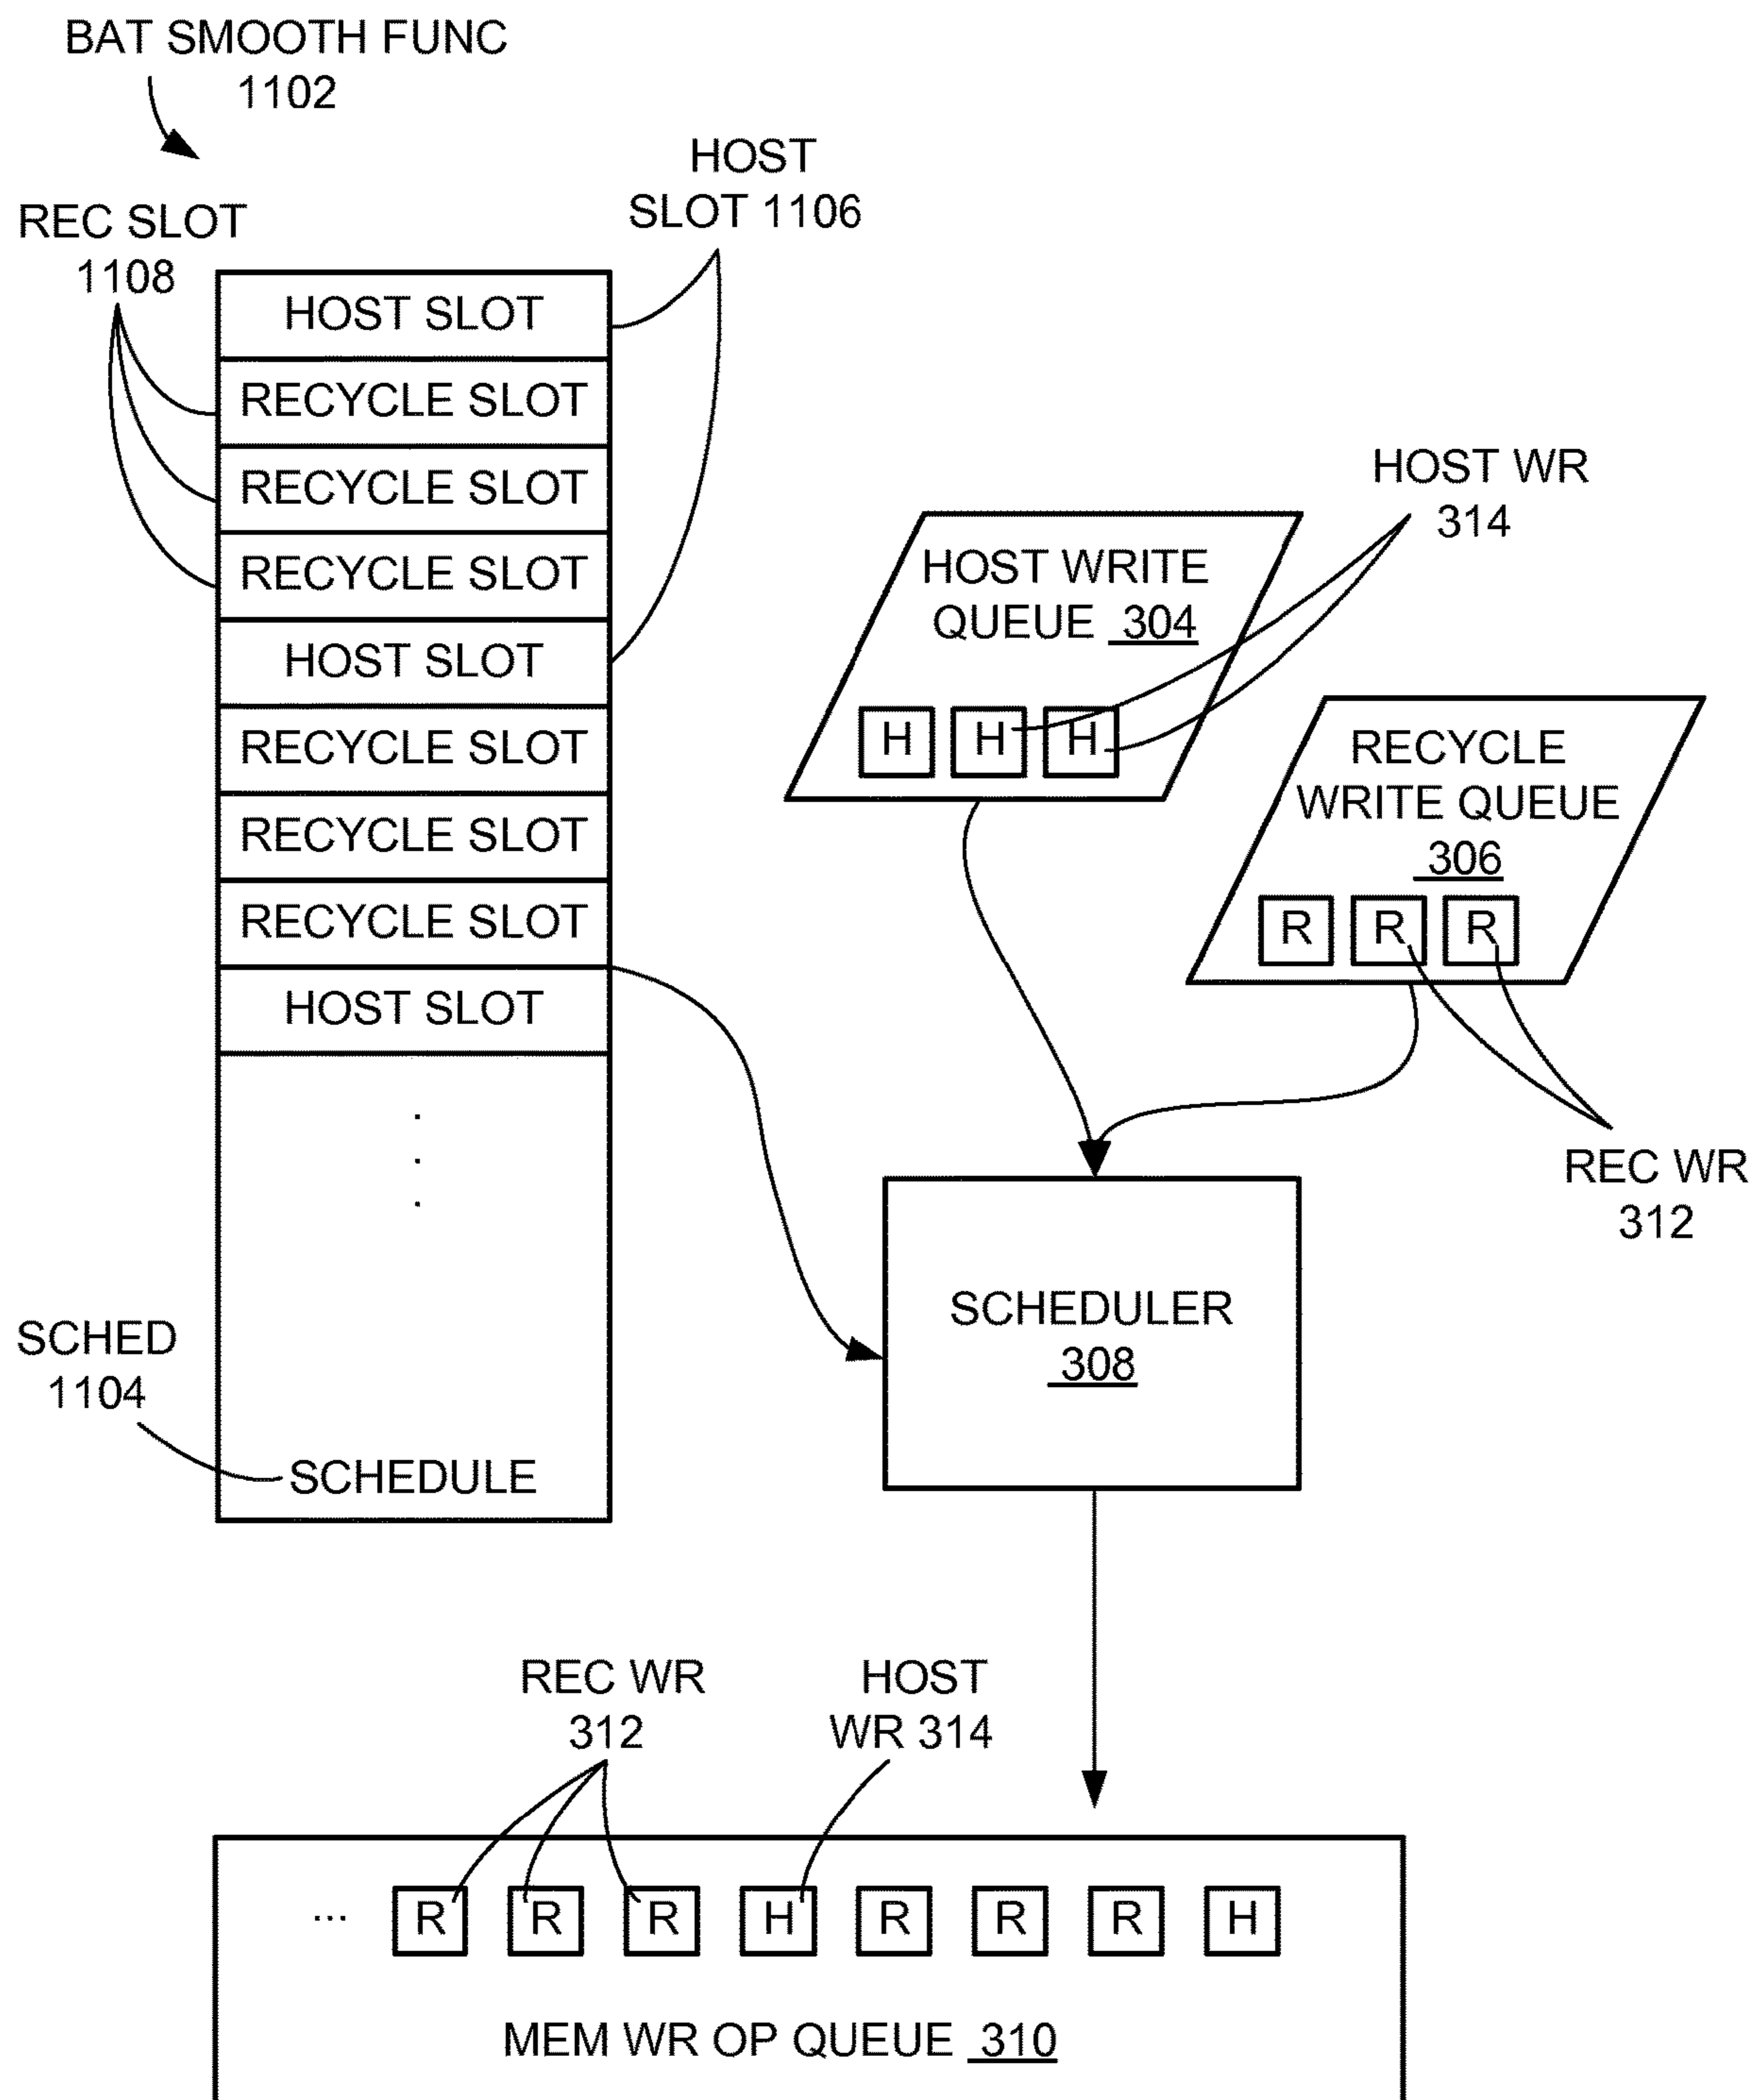 BAT SMOOTH FUNC
1102
HOST
SLOT 1106
REC SLOT
1108
HOST SLOT
RECYCLE SLOT
RECYCLE SLOT
RECYCLE SLOT
HOST SLOT
RECYCLE SLOT
RECYCLE SLOT
RECYCLE SLOT
HOST SLOT
.
.
.
SCHED
1104
SCHEDULE
HOST WR
314
HOST WRITE
QUEUE 304
H H H
RECYCLE
WRITE QUEUE
306
R R R
REC WR
312
SCHEDULER
308
REC WR
312
HOST
WR 314
... R R R H R R R H
MEM WR OP QUEUE 310